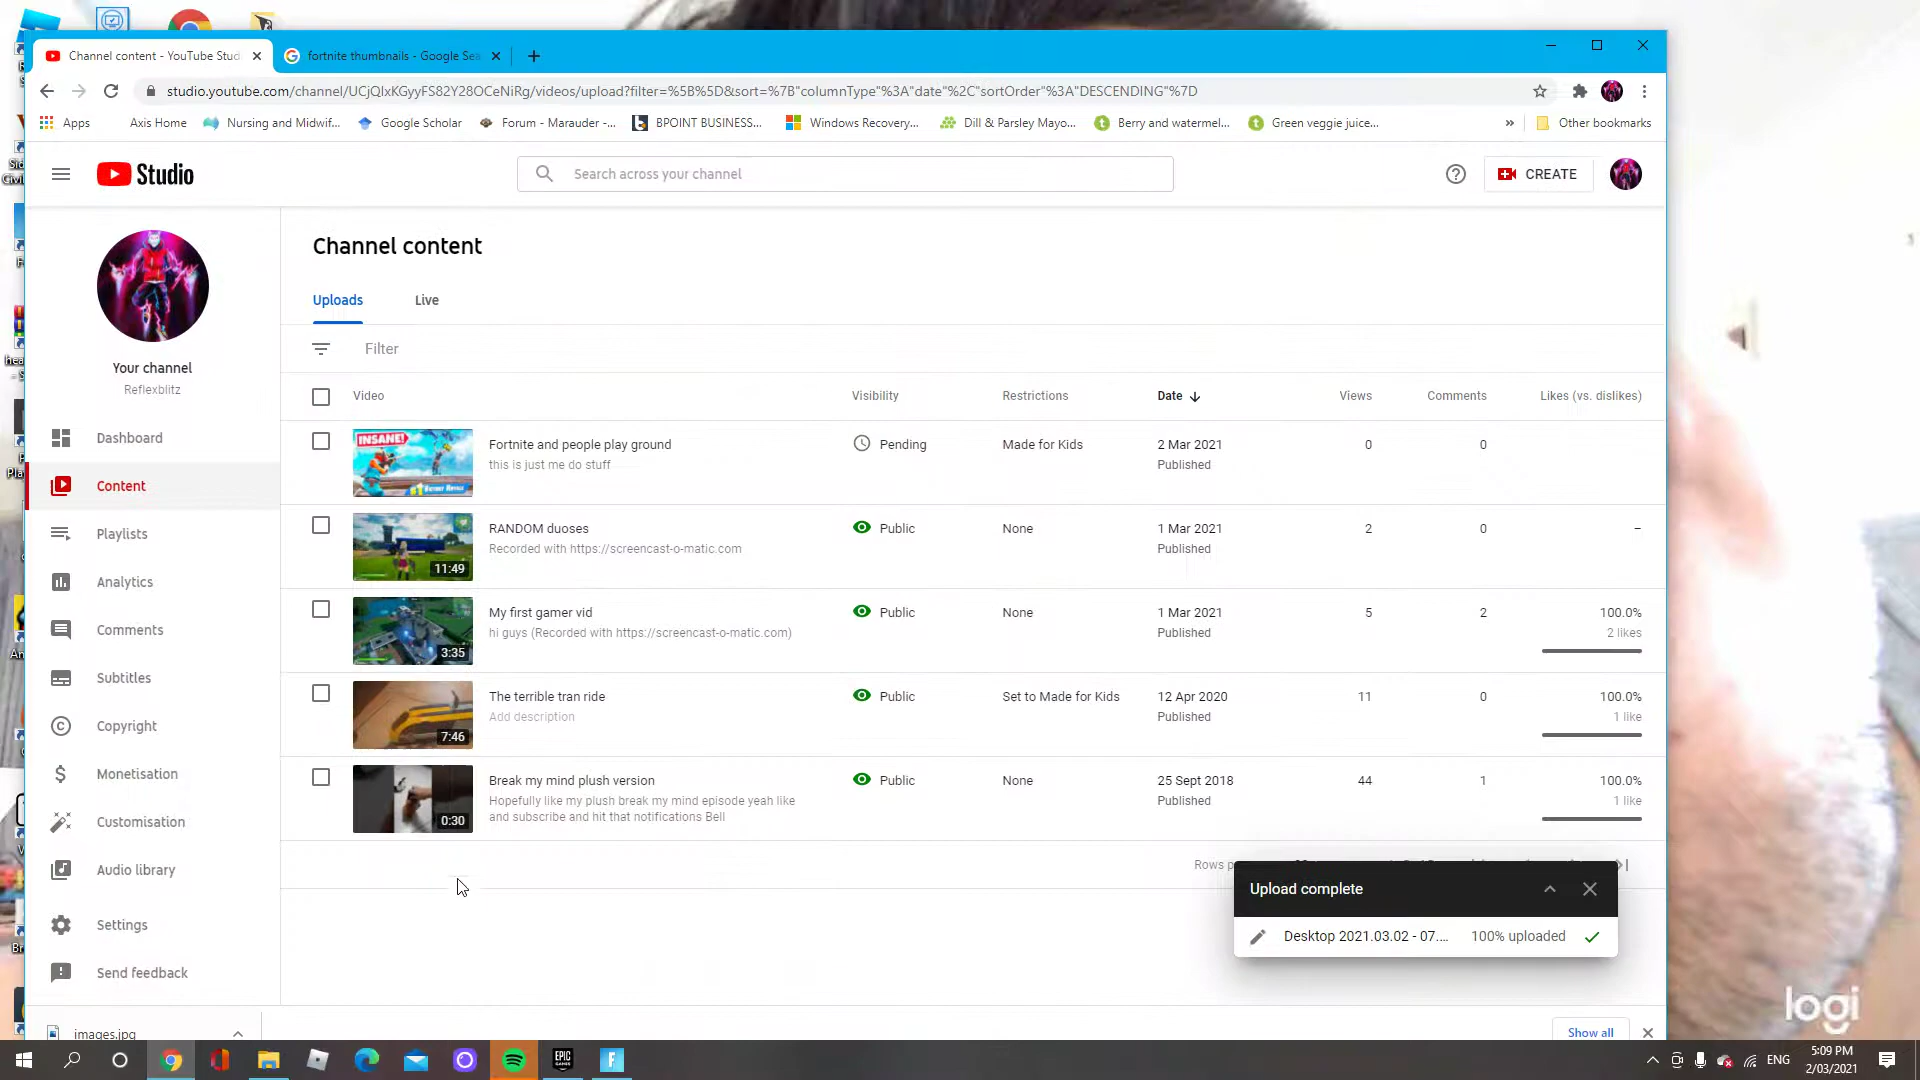 Channel content - YouTube Stud
fortnite thumbnails - Google Sea
studio.youtube.com/channel/UCjQlxKGyyFS82Y28OCeNiRg/videos/upload?filter=%5B%5D&sort=%7B"columnType"%3A"date"%2C"sortOrder"%3A"DESCENDING"%7D
Apps
Axis Home
Nursing and Midwif...
Google Scholar
Forum - Marauder -...
BPOINT BUSINESS...
Windows Recovery...
Dill & Parsley Mayo...
Berry and watermel...
Green veggie juice...
»
Other bookmarks
Studio
Search across your channel
CREATE
Your channel
Reflexblitz
Dashboard
Content
Playlists
Analytics
Comments
Subtitles
Copyright
Monetisation
Customisation
Audio library
Settings
Send feedback
Channel content
Uploads
Live
Filter
Video
Visibility
Restrictions
Date
Views
Comments
Likes (vs. dislikes)
INSANE!
VICTORY ROYALE
Fortnite and people play ground
this is just me do stuff
Pending
Made for Kids
2 Mar 2021
Published
0
0
11:49
RANDOM duoses
Recorded with https://screencast-o-matic.com
Public
None
1 Mar 2021
Published
2
0
–
3:35
My first gamer vid
hi guys (Recorded with https://screencast-o-matic.com)
Public
None
1 Mar 2021
Published
5
2
100.0%
2 likes
7:46
The terrible tran ride
Add description
Public
Set to Made for Kids
12 Apr 2020
Published
11
0
100.0%
1 like
0:30
Break my mind plush version
Hopefully like my plush break my mind episode yeah like
and subscribe and hit that notifications Bell
Public
None
25 Sept 2018
Published
44
1
100.0%
1 like
Rows p
Upload complete
Desktop 2021.03.02 - 07....
100% uploaded
images.jpg
Show all
logi
EPIC
GAMES
F
ENG
5:09 PM
2/03/2021